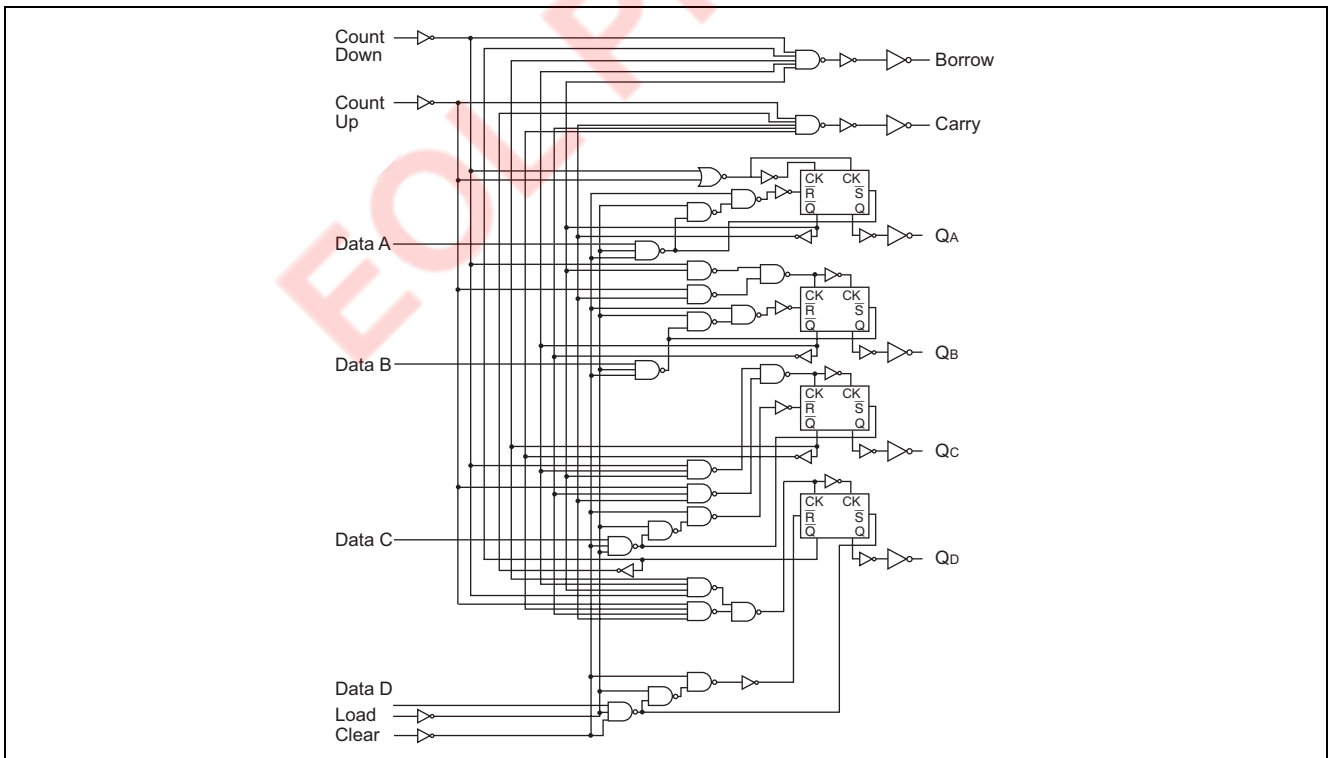 Count
Down
Borrow
Count
Up
Carry
CK CK
R S
Q Q
QA
Data A
CK CK
R S
Q Q
QB
Data B
CK CK
R S
Q Q
QC
CK CK
R S
Q Q
Data C
QD
Data D
Load
Clear
EOL P